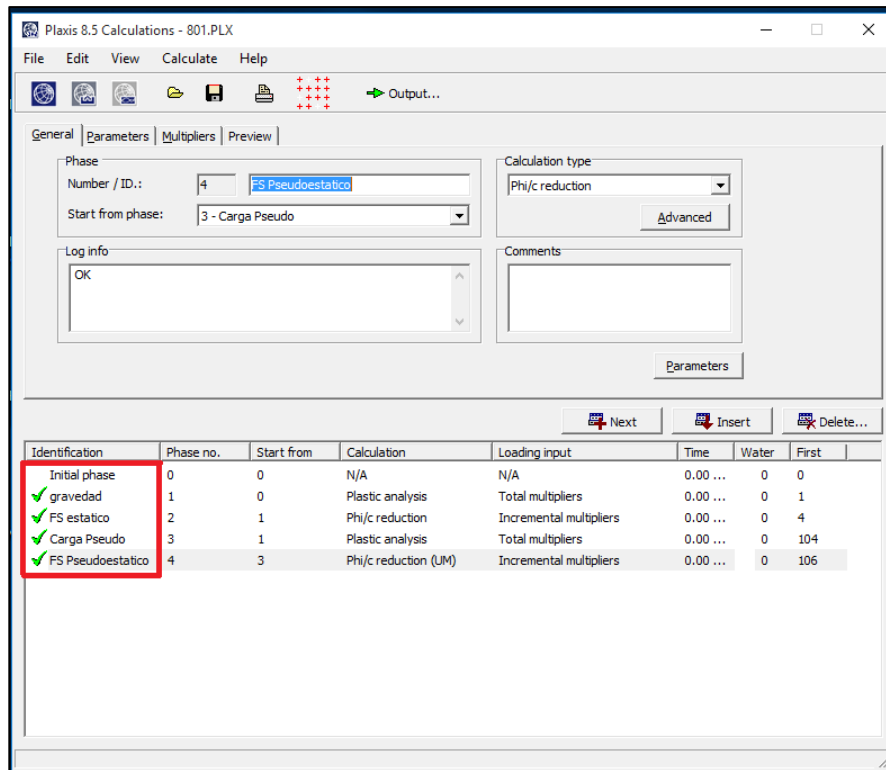 Plaxis 8.5 Calculations - 801.PLX
File Edit View Calculate Help
Output...
General Parameters Multipliers Preview
Phase
Number / ID.: 4 FS Pseudoestatico
Start from phase: 3 - Carga Pseudo
Calculation type
Phi/c reduction
Advanced
Log info
OK
Comments
Parameters
Next Insert Delete...
Identification Phase no. Start from Calculation Loading input Time Water First
Initial phase 0 0 N/A N/A 0.00 ... 0 0
gravedad 1 0 Plastic analysis Total multipliers 0.00 ... 0 1
FS estatico 2 1 Phi/c reduction Incremental multipliers 0.00 ... 0 4
Carga Pseudo 3 1 Plastic analysis Total multipliers 0.00 ... 0 104
FS Pseudoestatico 4 3 Phi/c reduction (UM) Incremental multipliers 0.00 ... 0 106